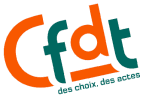 Cfdt
des choix. des actes